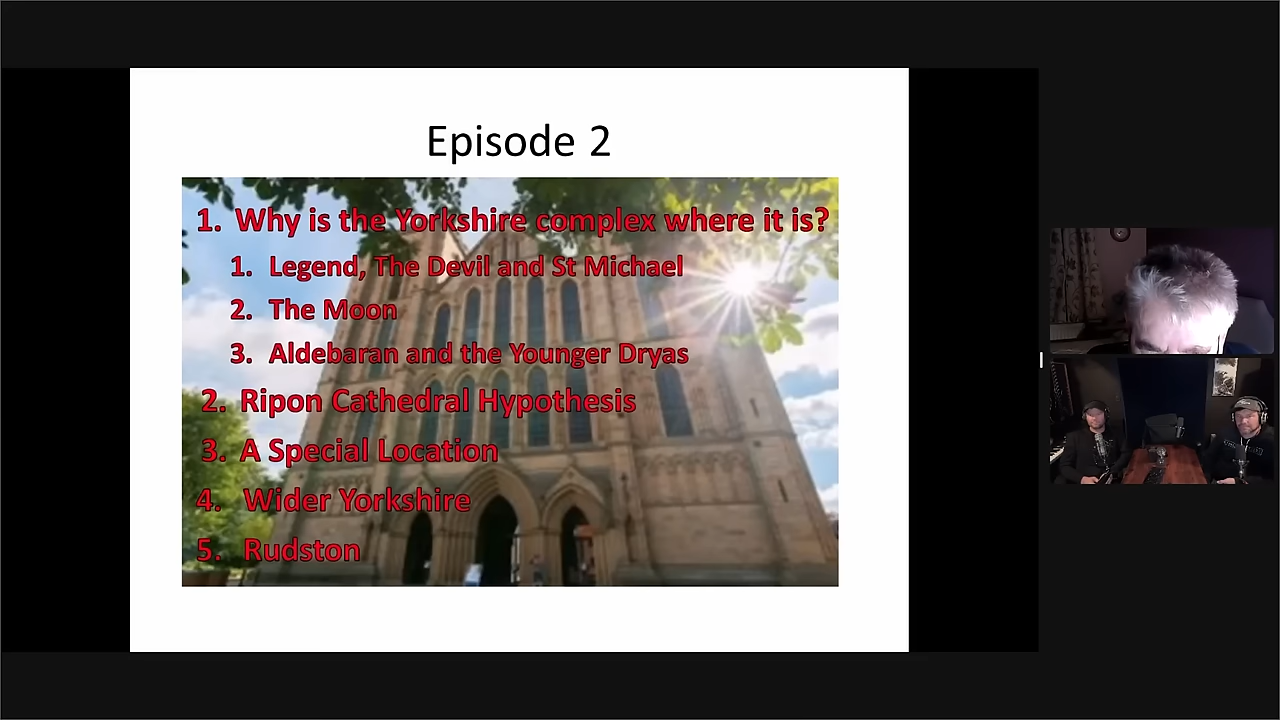 Episode 2
1. Why is the Yorkshire complex where it is?
1. Legend, The Devil and St Michael
2. The Moon
3. Aldebaran and the Younger Dryas
2. Ripon Cathedral Hypothesis
3. A Special Location
4. Wider Yorkshire
5. Rudston